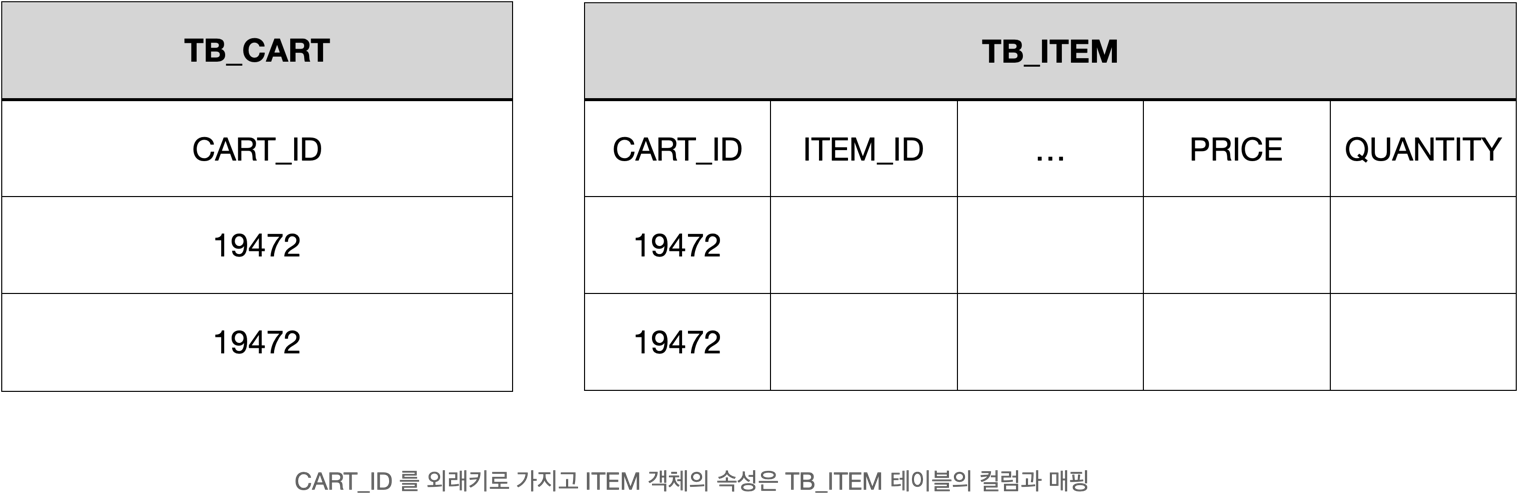 TB_CART
CART_ID
19472
19472
TB_ITEM
CART_ID ITEM_ID … PRICE QUANTITY
19472
19472
CART_ID 를 외래키로 가지고 ITEM 객체의 속성은 TB_ITEM 테이블의 컬럼과 매핑